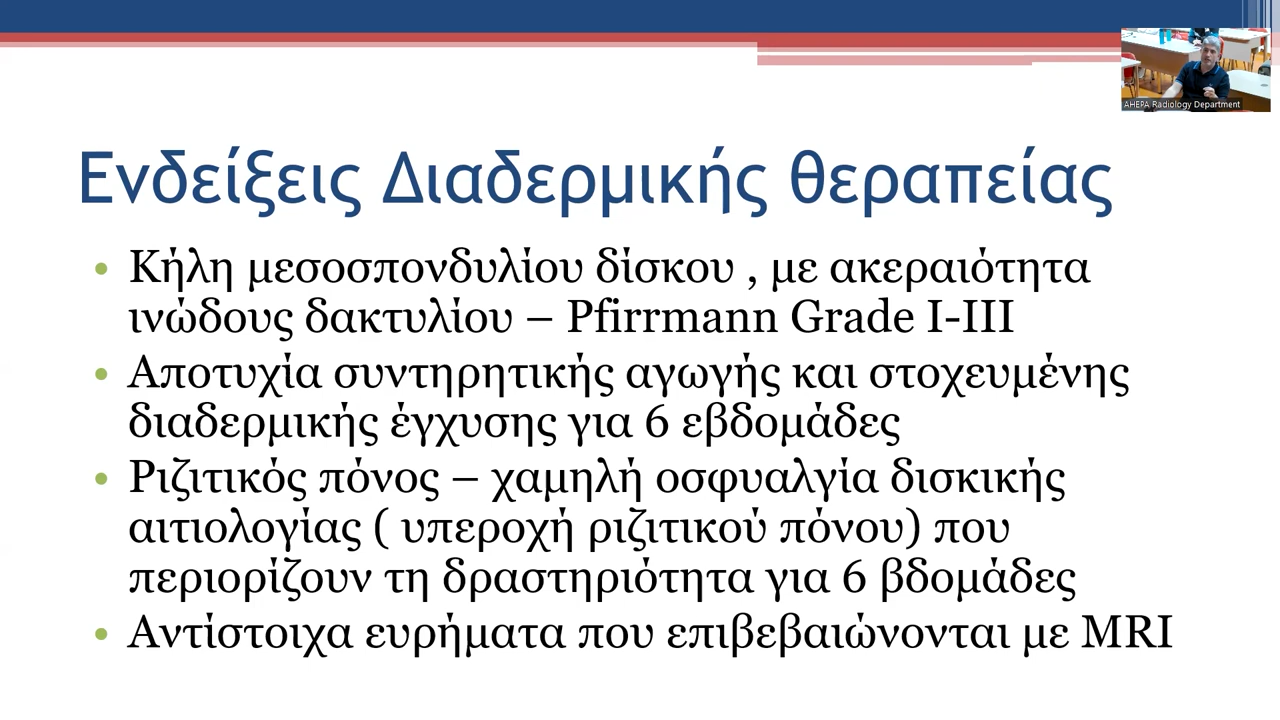 AHEPA Radiology Department
Ενδείξεις Διαδερμικής θεραπείας
• Κήλη μεσοσπονδυλίου δίσκου , με ακεραιότητα
ινώδους δακτυλίου – Pfirrmann Grade I-III
• Αποτυχία συντηρητικής αγωγής και στοχευμένης
διαδερμικής έγχυσης για 6 εβδομάδες
• Ριζιτικός πόνος – χαμηλή οσφυαλγία δισκικής
αιτιολογίας ( υπεροχή ριζιτικού πόνου) που
περιορίζουν τη δραστηριότητα για 6 βδομάδες
• Αντίστοιχα ευρήματα που επιβεβαιώνονται με MRI